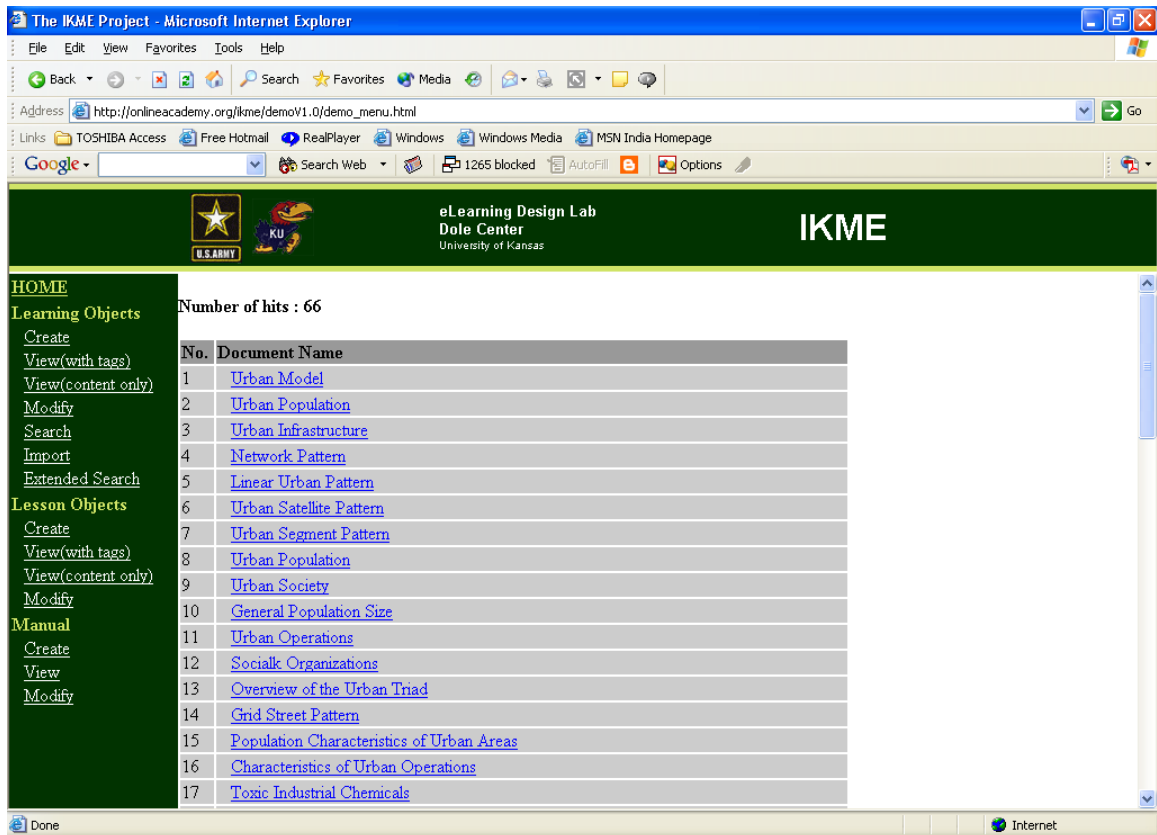 The IKME Project - Microsoft Internet Explorer
File Edit View Favorites Tools Help
Back Search Favorites Media
Address http://onlineacademy.org/ikme/demoV1.0/demo_menu.html Go
Links TOSHIBA Access Free Hotmail RealPlayer Windows Windows Media MSN India Homepage
Google Search Web 1265 blocked AutoFill Options
U.S.ARMY KU
eLearning Design Lab
Dole Center
University of Kansas
IKME
HOME
Learning Objects
Create
View(with tags)
View(content only)
Modify
Search
Import
Extended Search
Lesson Objects
Create
View(with tags)
View(content only)
Modify
Manual
Create
View
Modify
Number of hits : 66
No. Document Name
1 Urban Model
2 Urban Population
3 Urban Infrastructure
4 Network Pattern
5 Linear Urban Pattern
6 Urban Satellite Pattern
7 Urban Segment Pattern
8 Urban Population
9 Urban Society
10 General Population Size
11 Urban Operations
12 Socialk Organizations
13 Overview of the Urban Triad
14 Grid Street Pattern
15 Population Characteristics of Urban Areas
16 Characteristics of Urban Operations
17 Toxic Industrial Chemicals
Done Internet